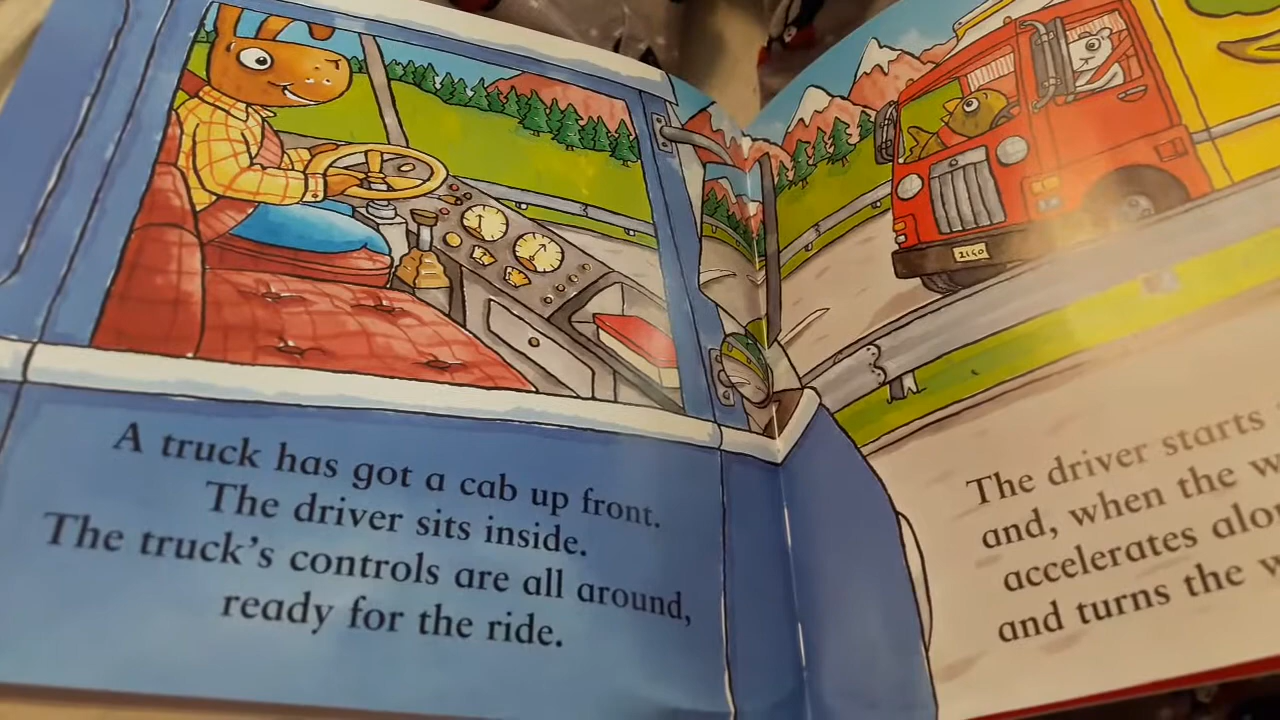 A truck has got a cab up front.
The driver sits inside.
The truck's controls are all around,
ready for the ride.
The driver starts
and, when the
accelerates
and turns the